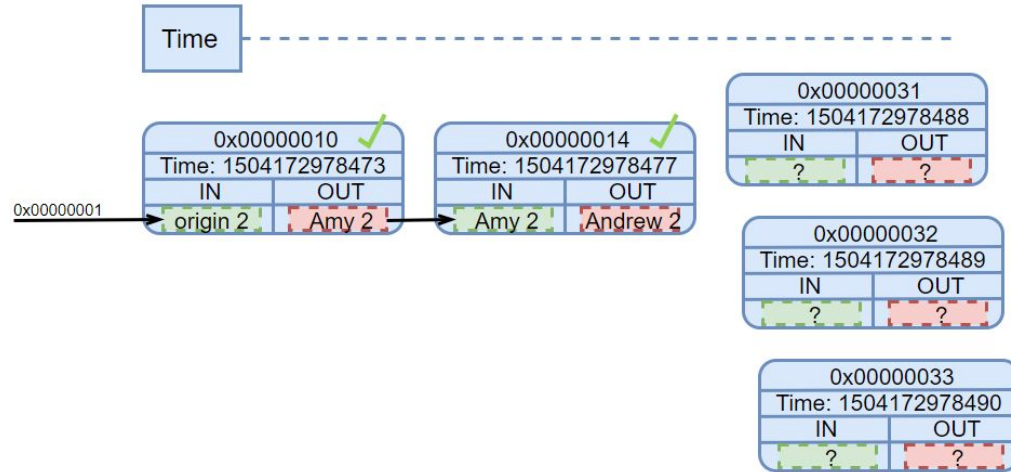 Time
0x00000031
Time: 1504172978488
IN OUT
? ?
0x00000010
Time: 1504172978473
IN OUT
origin 2 Amy 2
0x00000014
Time: 1504172978477
IN OUT
Amy 2 Andrew 2
0x00000001
0x00000032
Time: 1504172978489
IN OUT
? ?
0x00000033
Time: 1504172978490
IN OUT
? ?